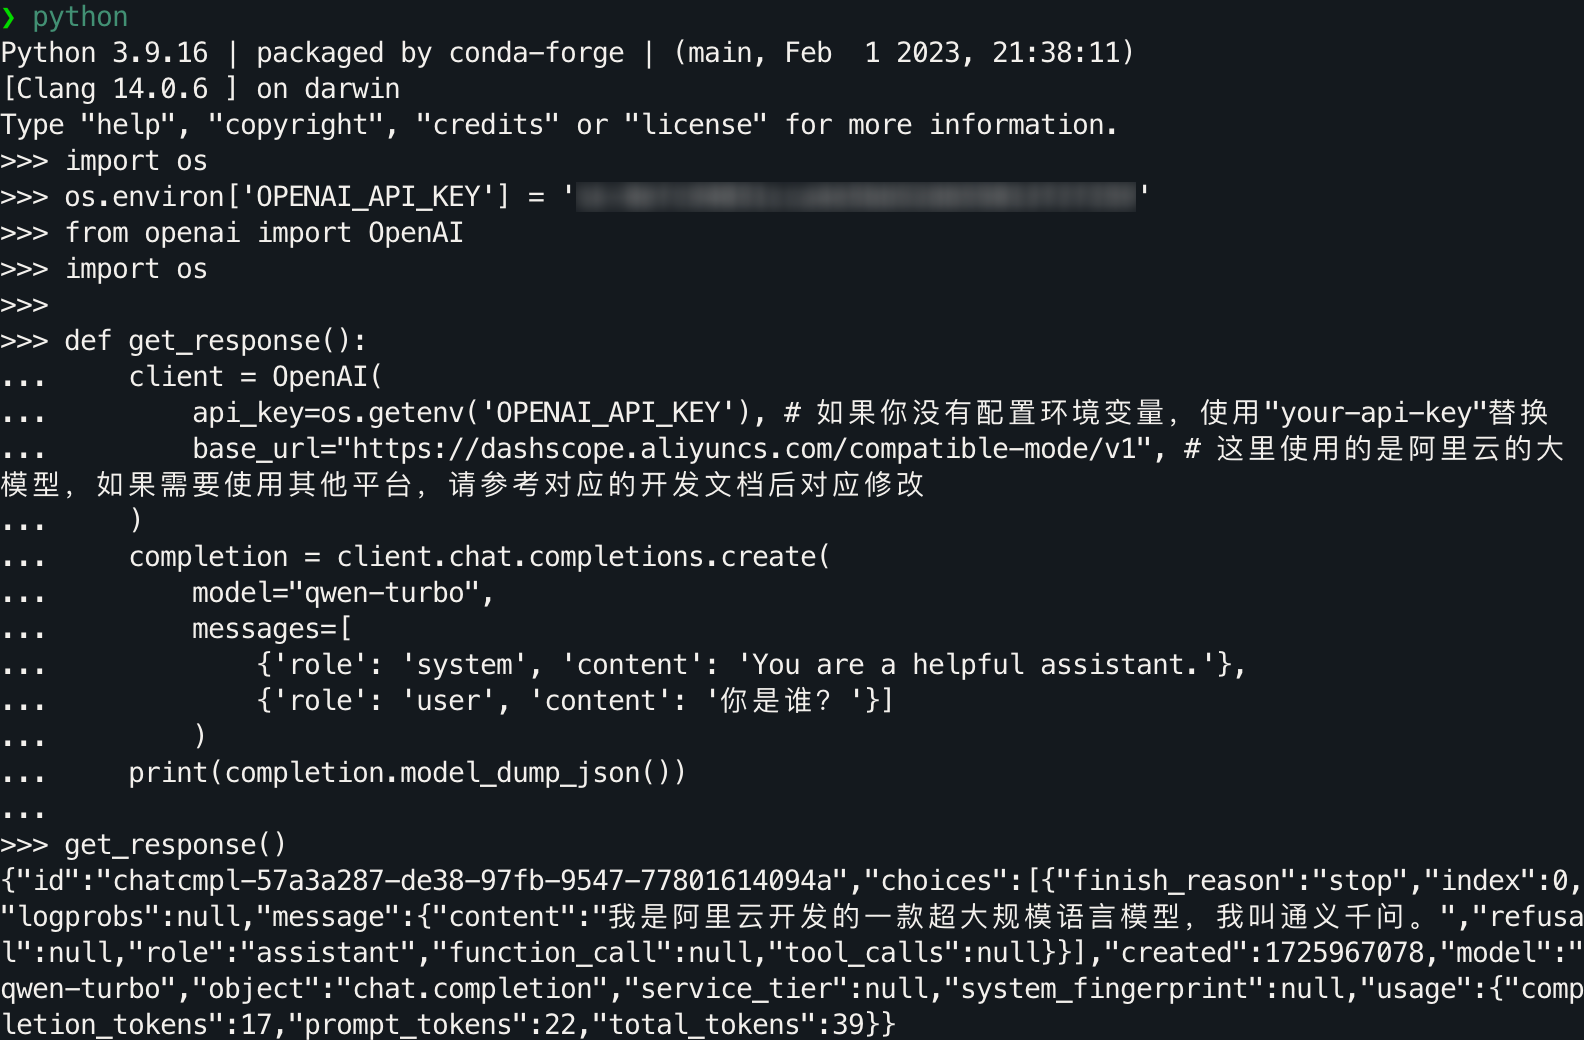 ❯ python
Python 3.9.16 | packaged by conda-forge | (main, Feb  1 2023, 21:38:11)
[Clang 14.0.6 ] on darwin
Type "help", "copyright", "credits" or "license" for more information.
>>> import os
>>> os.environ['OPENAI_API_KEY'] = ' '
>>> from openai import OpenAI
>>> import os
>>>
>>> def get_response():
...     client = OpenAI(
...         api_key=os.getenv('OPENAI_API_KEY'), # 如果你没有配置环境变量，使用"your-api-key"替换
...         base_url="https://dashscope.aliyuncs.com/compatible-mode/v1", # 这里使用的是阿里云的大
模型，如果需要使用其他平台，请参考对应的开发文档后对应修改
...     )
...     completion = client.chat.completions.create(
...         model="qwen-turbo",
...         messages=[
...             {'role': 'system', 'content': 'You are a helpful assistant.'},
...             {'role': 'user', 'content': '你是谁？'}]
...         )
...     print(completion.model_dump_json())
...
>>> get_response()
{"id":"chatcmpl-57a3a287-de38-97fb-9547-77801614094a","choices":[{"finish_reason":"stop","index":0,
"logprobs":null,"message":{"content":"我是阿里云开发的一款超大规模语言模型，我叫通义千问。","refusa
l":null,"role":"assistant","function_call":null,"tool_calls":null}}],"created":1725967078,"model":"
qwen-turbo","object":"chat.completion","service_tier":null,"system_fingerprint":null,"usage":{"comp
letion_tokens":17,"prompt_tokens":22,"total_tokens":39}}